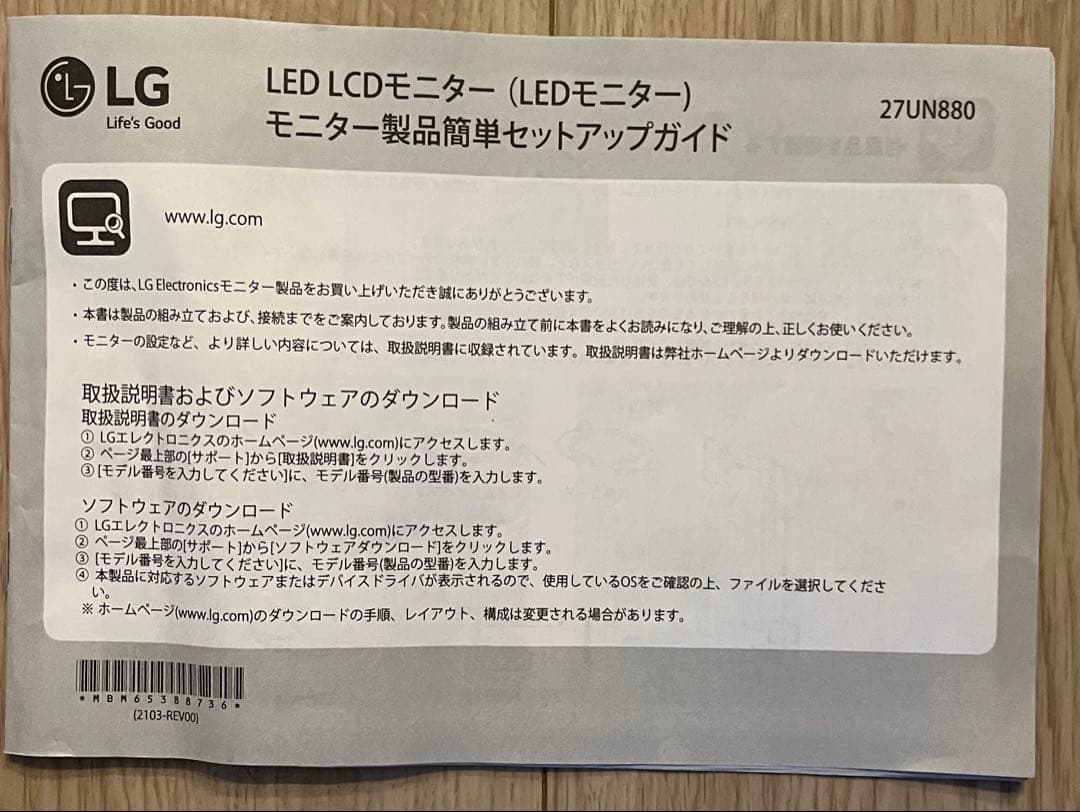 LG
Life's Good
LED LCDモニター（LEDモニター)
モニター製品簡単セットアップガイド
27UN880
www.lg.com
・この度は、LG Electronicsモニター製品をお買い上げいただき誠にありがとうございます。
・本書は製品の組み立ておよび、接続までをご案内しております。製品の組み立て前に本書をよくお読みになり、ご理解の上、正しくお使いください。
・モニターの設定など、より詳しい内容については、取扱説明書に収録されています。取扱説明書は弊社ホームページよりダウンロードいただけます。
取扱説明書およびソフトウェアのダウンロード
取扱説明書のダウンロード
① LGエレクトロニクスのホームページ(www.lg.com)にアクセスします。
② ページ最上部の[サポート]から[取扱説明書]をクリックします。
③ [モデル番号を入力してください]に、モデル番号(製品の型番)を入力します。
ソフトウェアのダウンロード
① LGエレクトロニクスのホームページ(www.lg.com)にアクセスします。
② ページ最上部の[サポート]から[ソフトウェアダウンロード]をクリックします。
③ [モデル番号を入力してください]に、モデル番号(製品の型番)を入力します。
④ 本製品に対応するソフトウェアまたはデバイスドライバが表示されるので、使用しているOSをご確認の上、ファイルを選択してくださ
い。
※ ホームページ(www.lg.com)のダウンロードの手順、レイアウト、構成は変更される場合があります。
*MBM65388736*
(2103-REV00)